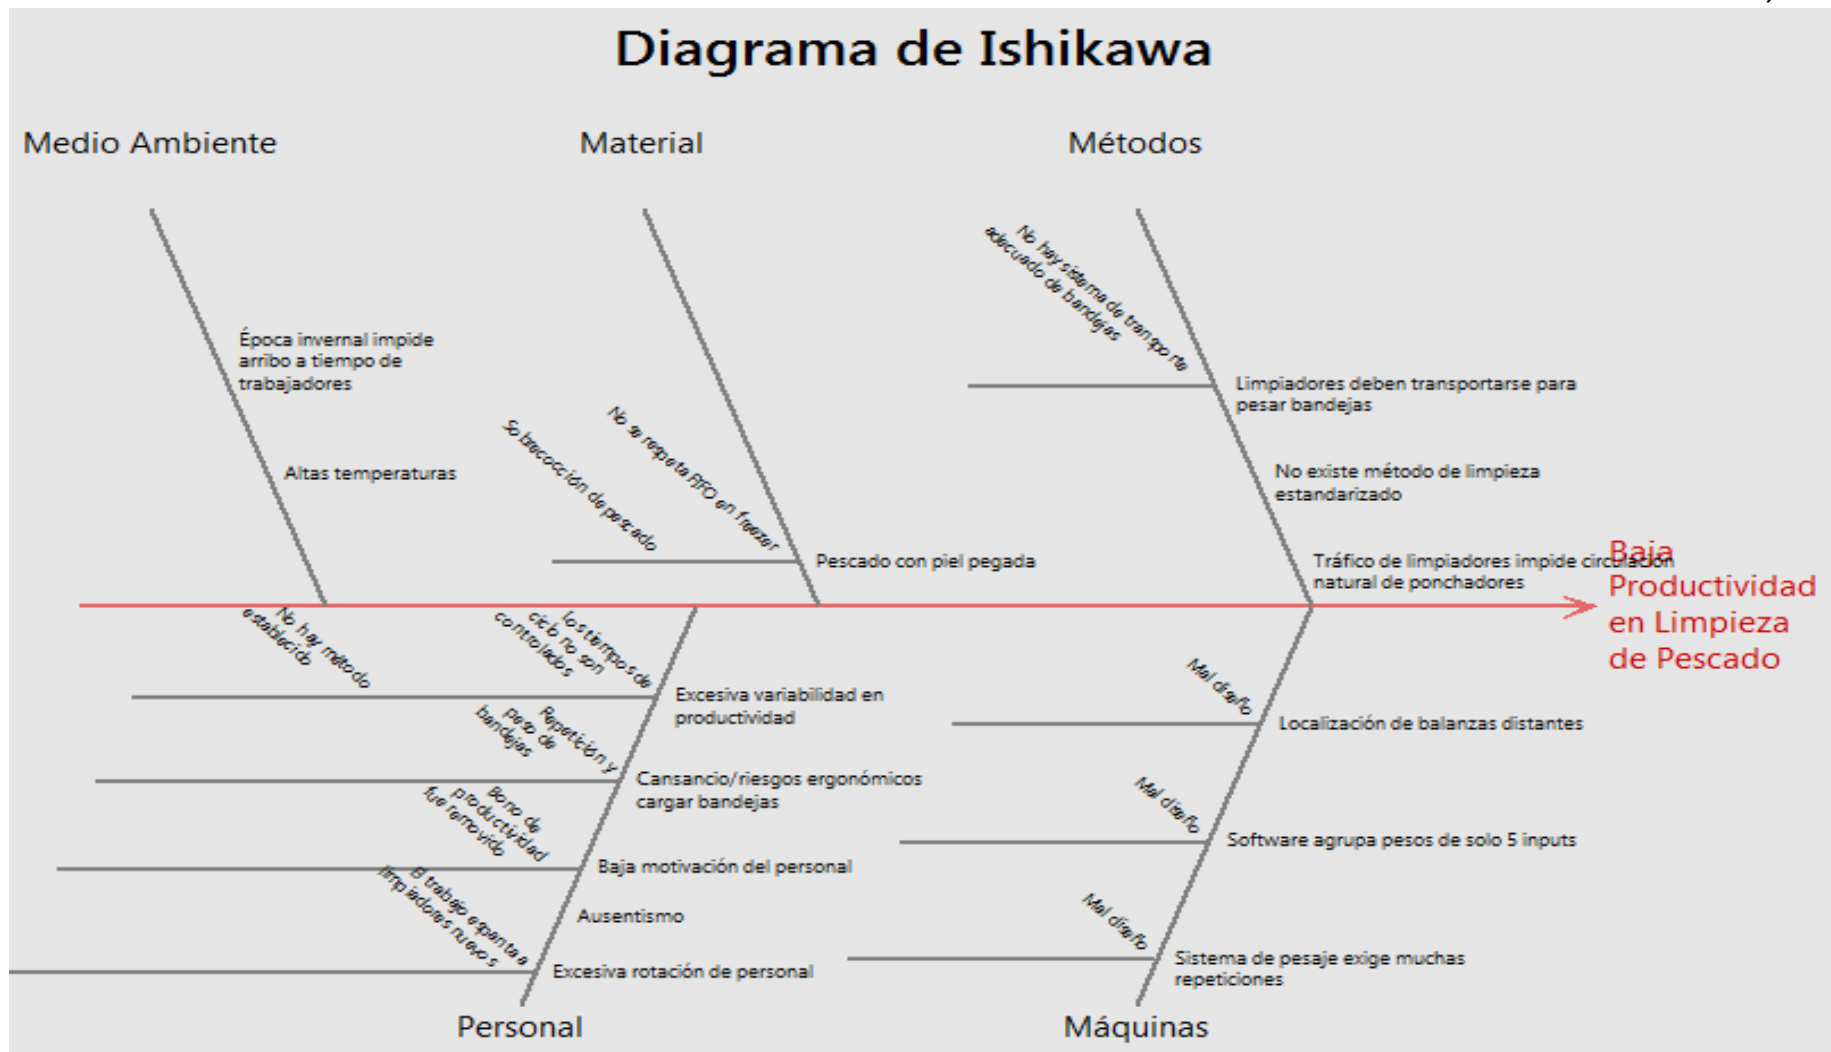 Diagrama de Ishikawa
Medio Ambiente
Material
Métodos
Época invernal impide
arribo a tiempo de
trabajadores
Altas temperaturas
Sobrecocción de pescado
No se respeta FIFO en freezer
Pescado con piel pegada
No hay sistema de transporte
adecuado de bandejas
Limpiadores deben transportarse para
pesar bandejas
No existe método de limpieza
estandarizado
Tráfico de limpiadores impide circulación
natural de ponchadores
Baja
Productividad
en Limpieza
de Pescado
No hay método
establecido
los tiempos de
ciclo no son
controlados
Excesiva variabilidad en
productividad
Repetición y
peso de
bandejas
Cansancio/riesgos ergonómicos
cargar bandejas
Bono de
productividad
fue removido
Baja motivación del personal
Ausentismo
El trabajo espanta a
limpiadores nuevos
Excesiva rotación de personal
Personal
Mal diseño
Localización de balanzas distantes
Mal diseño
Software agrupa pesos de solo 5 inputs
Mal diseño
Sistema de pesaje exige muchas
repeticiones
Máquinas